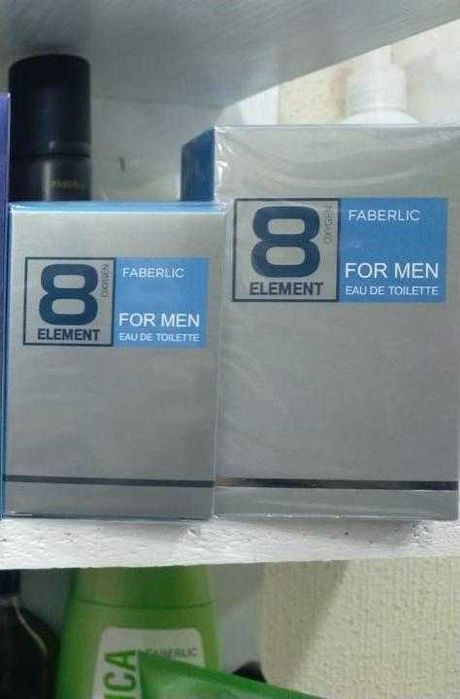 8
OXYGEN
ELEMENT
FABERLIC
FOR MEN
EAU DE TOILETTE
8
OXYGEN
ELEMENT
FABERLIC
FOR MEN
EAU DE TOILETTE
FABERLIC